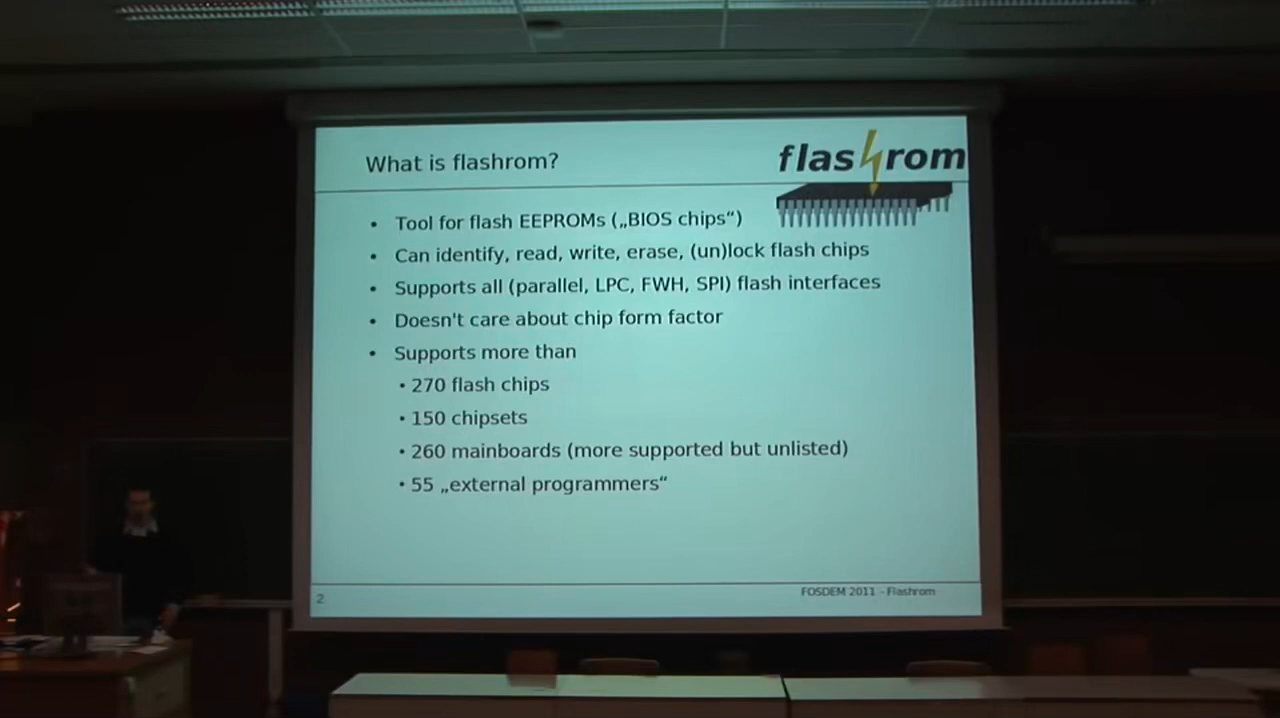 What is flashrom?
flashrom
• Tool for flash EEPROMs („BIOS chips“)
• Can identify, read, write, erase, (un)lock flash chips
• Supports all (parallel, LPC, FWH, SPI) flash interfaces
• Doesn't care about chip form factor
• Supports more than
• 270 flash chips
• 150 chipsets
• 260 mainboards (more supported but unlisted)
• 55 „external programmers“
2
FOSDEM 2011 - Flashrom